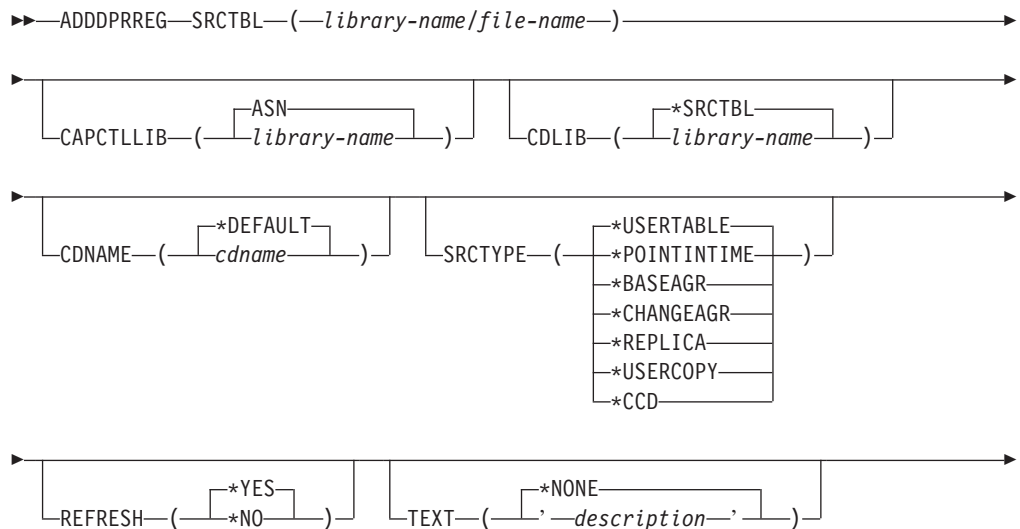 ADDDPRREG SRCTBL ( library-name/file-name )
ASN *SRCTBL
CAPCTLLIB ( library-name ) CDLIB ( library-name )
*DEFAULT *USERTABLE
CDNAME ( cdname ) SRCTYPE ( *POINTINTIME )
*BASEAGR
*CHANGEAGR
*REPLICA
*USERCOPY
*CCD
*YES *NONE
REFRESH ( *NO ) TEXT ( ’ description ’ )